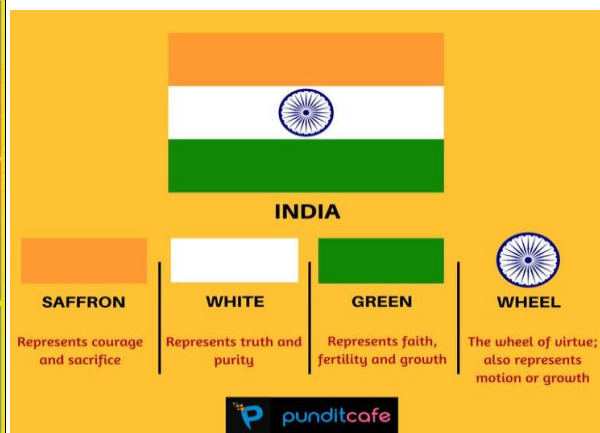 INDIA
SAFFRON
Represents courage
and sacrifice
WHITE
Represents truth and
purity
GREEN
Represents faith,
fertility and growth
WHEEL
The wheel of virtue;
also represents
motion or growth
punditcafe